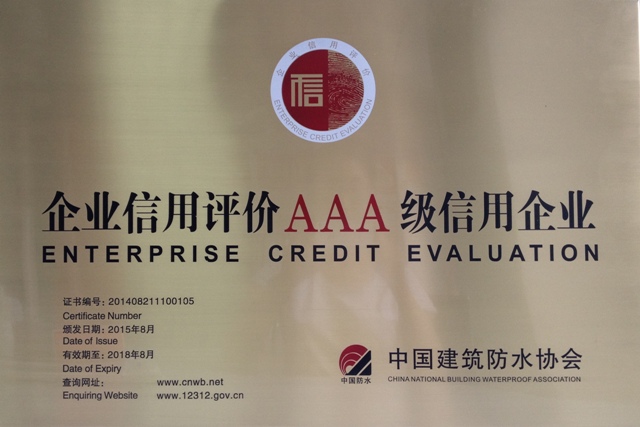 企业信用评价
信
ENTERPRISE CREDIT EVALUATION
企业信用评价AAA级信用企业
ENTERPRISE CREDIT EVALUATION
证书编号：201408211100105
Certificate Number
颁发日期：2015年8月
Date of Issue
有效期至：2018年8月
Date of Expiry
查询网址： www.cnwb.net
Enquiring Website www.12312.gov.cn
中国防水
中国建筑防水协会
CHINA NATIONAL BUILDING WATERPROOF ASSOCIATION